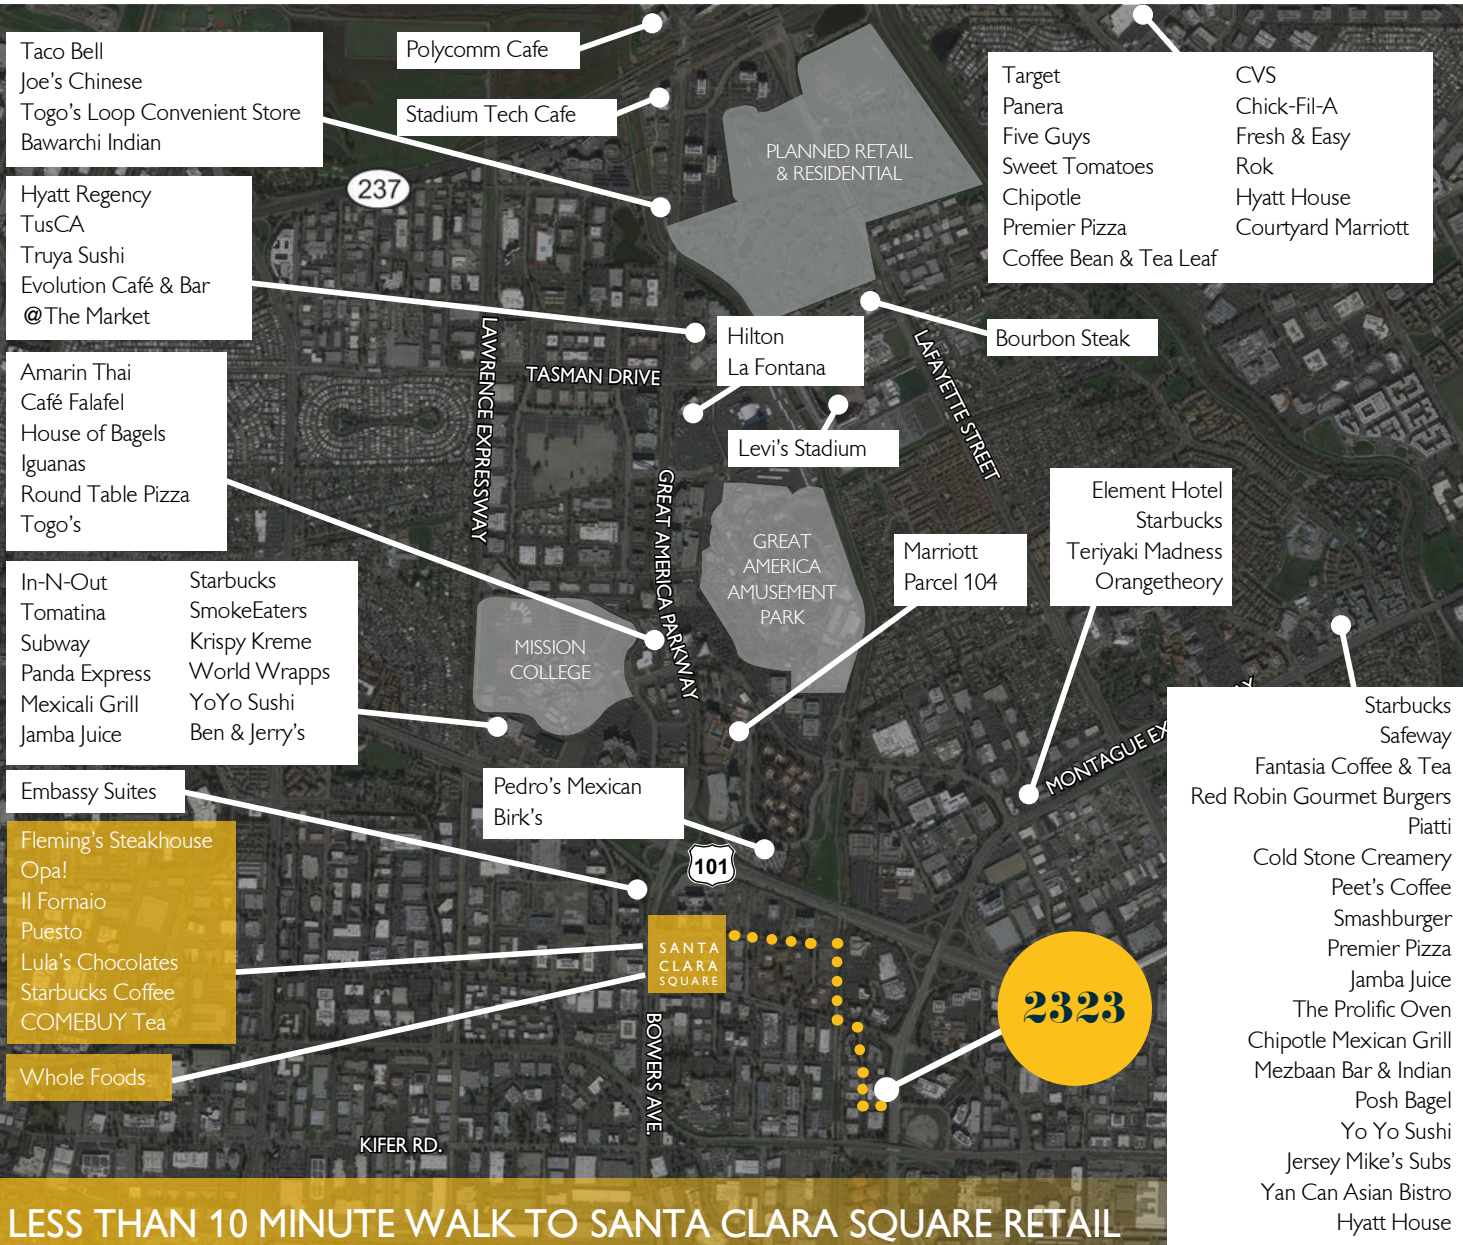 Taco Bell
Joe's Chinese
Togo's Loop Convenient Store
Bawarchi Indian
Polycomm Cafe
Stadium Tech Cafe
237
PLANNED RETAIL
& RESIDENTIAL
Target
Panera
Five Guys
Sweet Tomatoes
Chipotle
Premier Pizza
Coffee Bean & Tea Leaf
CVS
Chick-Fil-A
Fresh & Easy
Rok
Hyatt House
Courtyard Marriott
Hyatt Regency
TusCA
Truya Sushi
Evolution Café & Bar
@The Market
Hilton
La Fontana
Bourbon Steak
LAWRENCE EXPRESSWAY
TASMAN DRIVE
LAFAYETTE STREET
Levi's Stadium
Amarin Thai
Café Falafel
House of Bagels
Iguanas
Round Table Pizza
Togo's
GREAT AMERICA PARKWAY
GREAT
AMERICA
AMUSEMENT
PARK
Marriott
Parcel 104
Element Hotel
Starbucks
Teriyaki Madness
Orangetheory
In-N-Out
Tomatina
Subway
Panda Express
Mexicali Grill
Jamba Juice
Starbucks
SmokeEaters
Krispy Kreme
World Wrapps
YoYo Sushi
Ben & Jerry's
MISSION
COLLEGE
MONTAGUE EX
Embassy Suites
Pedro's Mexican
Birk's
101
Fleming's Steakhouse
Opa!
Il Fornaio
Puesto
Lula's Chocolates
Starbucks Coffee
COMEBUY Tea
Whole Foods
SANTA
CLARA
SQUARE
2323
BOWERS AVE.
KIFER RD.
Starbucks
Safeway
Fantasia Coffee & Tea
Red Robin Gourmet Burgers
Piatti
Cold Stone Creamery
Peet's Coffee
Smashburger
Premier Pizza
Jamba Juice
The Prolific Oven
Chipotle Mexican Grill
Mezbaan Bar & Indian
Posh Bagel
Yo Yo Sushi
Jersey Mike's Subs
Yan Can Asian Bistro
Hyatt House
LESS THAN 10 MINUTE WALK TO SANTA CLARA SQUARE RETAIL